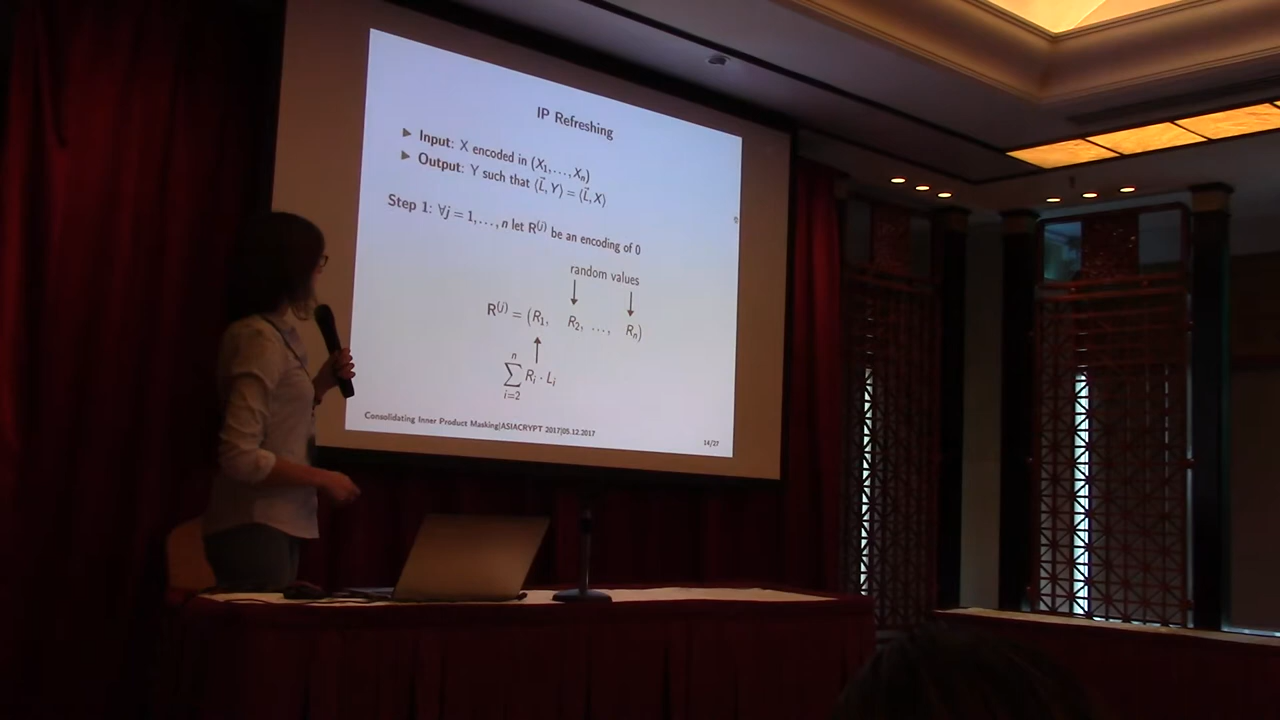 IP Refreshing
▶ Input: X encoded in (X₁, …, Xₙ)
▶ Output: Y such that ⟨L⃗, Y⟩ = ⟨L⃗, X⟩
Step 1: ∀j = 1, …, n let R⁽ʲ⁾ be an encoding of 0
random values
R⁽ʲ⁾ = (R₁, R₂, …, Rₙ)
n
∑ Rᵢ · Lᵢ
i=2
Consolidating Inner Product Masking|ASIACRYPT 2017|05.12.2017
14/27